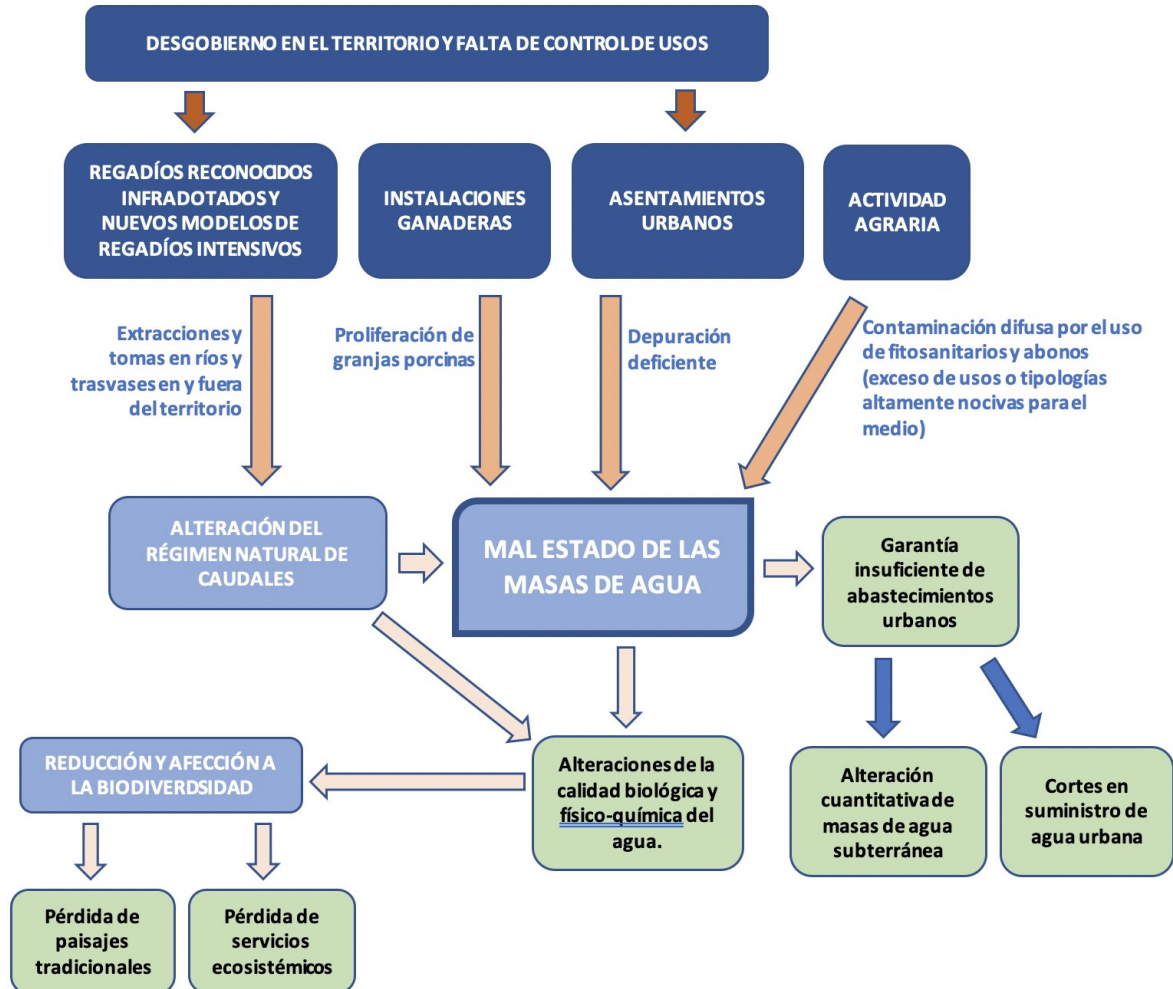 DESGOBIERNO EN EL TERRITORIO Y FALTA DE CONTROL DE USOS
REGADÍOS RECONOCIDOS
INFRADOTADOS Y
NUEVOS MODELOS DE
REGADÍOS INTENSIVOS
INSTALACIONES
GANADERAS
ASENTAMIENTOS
URBANOS
ACTIVIDAD
AGRARIA
Extracciones y
tomas en ríos y
trasvases en y fuera
del territorio
Proliferación de
granjas porcinas
Depuración
deficiente
Contaminación difusa por el uso
de fitosanitarios y abonos
(exceso de usos o tipologías
altamente nocivas para el
medio)
ALTERACIÓN DEL
RÉGIMEN NATURAL DE
CAUDALES
MAL ESTADO DE LAS
MASAS DE AGUA
Garantía
insuficiente de
abastecimientos
urbanos
REDUCCIÓN Y AFECCIÓN A
LA BIODIVERDSIDAD
Alteraciones de la
calidad biológica y
físico-química del
agua.
Alteración
cuantitativa de
masas de agua
subterránea
Cortes en
suministro de
agua urbana
Pérdida de
paisajes
tradicionales
Pérdida de
servicios
ecosistémicos